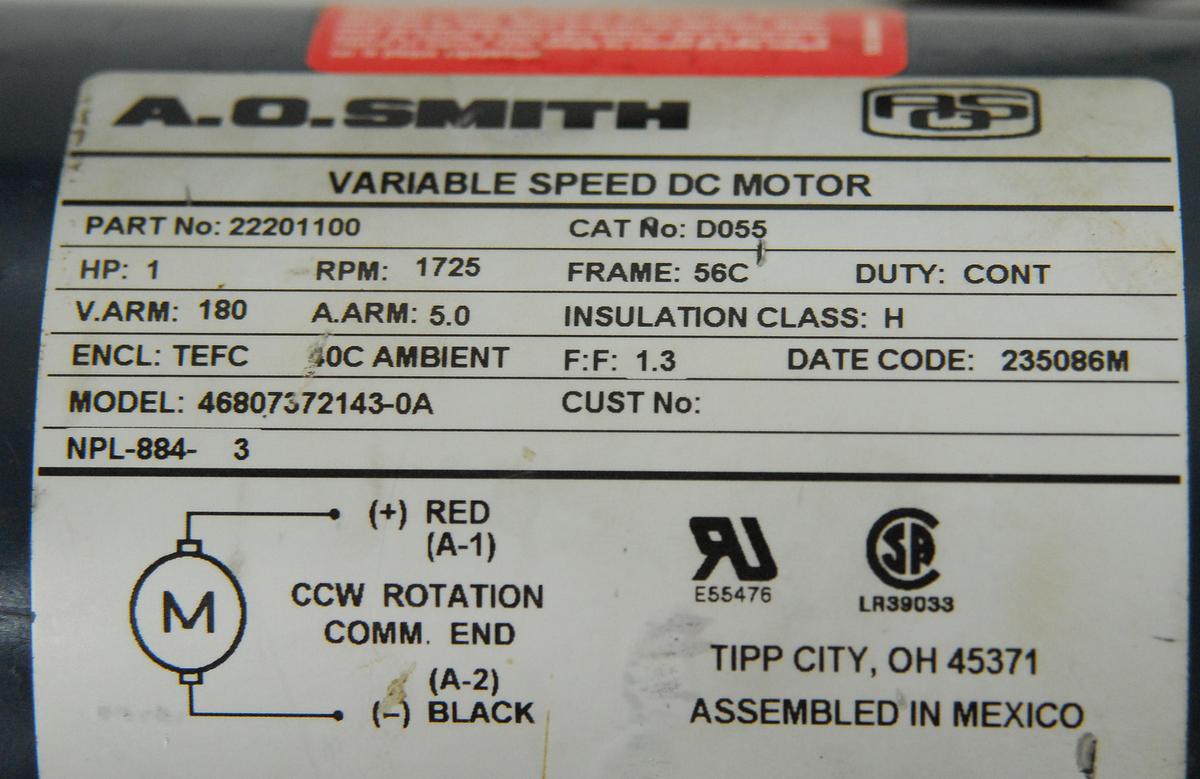 A.O.SMITH AOS
VARIABLE SPEED DC MOTOR
PART No: 22201100 CAT No: D055
HP: 1 RPM: 1725 FRAME: 56C DUTY: CONT
V.ARM: 180 A.ARM: 5.0 INSULATION CLASS: H
ENCL: TEFC 40C AMBIENT F:F: 1.3 DATE CODE: 235086M
MODEL: 46807372143-0A CUST No:
NPL-884- 3
(+) RED
(A-1)
M
CCW ROTATION
COMM. END
(A-2)
(–) BLACK
RU SA
E55476 LR39033
TIPP CITY, OH 45371
ASSEMBLED IN MEXICO